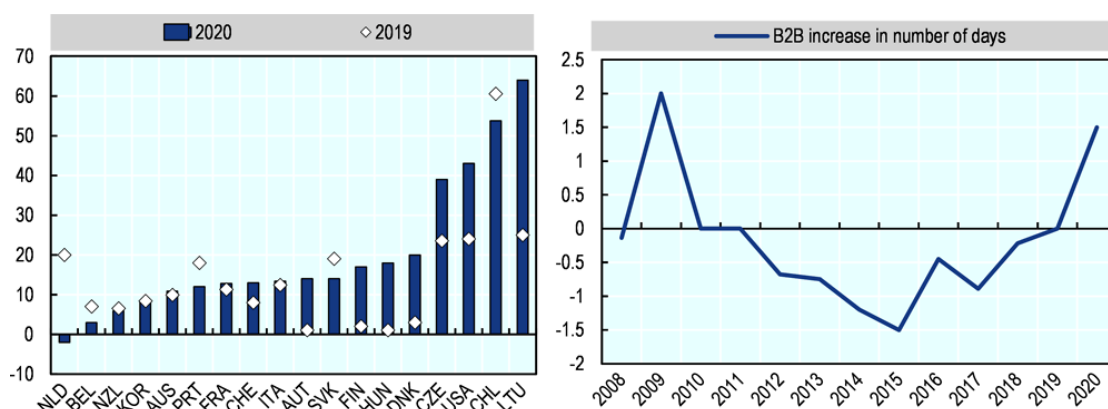 2020
2019
70
60
50
40
30
20
10
0
-10
NLD
BEL
NZL
KOR
AUS
PRT
FRA
CHE
ITA
AUT
SVK
FIN
HUN
DNK
CZE
USA
CHL
LTU
B2B increase in number of days
2.5
2
1.5
1
0.5
0
-0.5
-1
-1.5
-2
2008
2009
2010
2011
2012
2013
2014
2015
2016
2017
2018
2019
2020